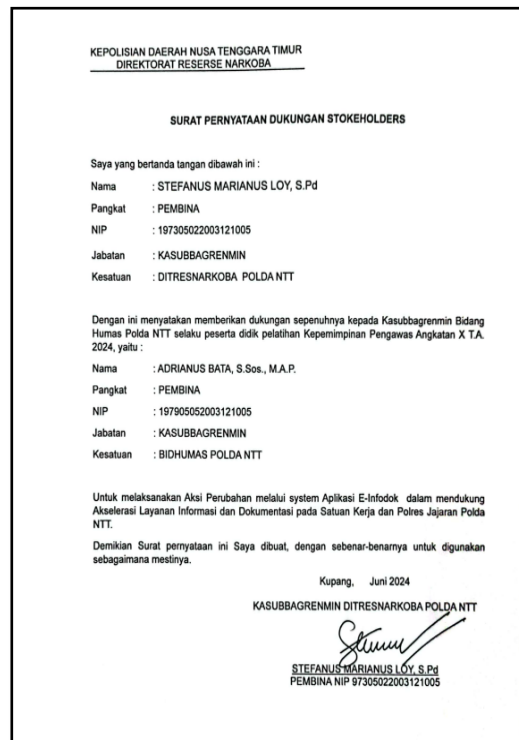 KEPOLISIAN DAERAH NUSA TENGGARA TIMUR
DIREKTORAT RESERSE NARKOBA
SURAT PERNYATAAN DUKUNGAN STOKEHOLDERS
Saya yang bertanda tangan dibawah ini :
Nama : STEFANUS MARIANUS LOY, S.Pd
Pangkat : PEMBINA
NIP : 197305022003121005
Jabatan : KASUBBAGRENMIN
Kesatuan : DITRESNARKOBA POLDA NTT
Dengan ini menyatakan memberikan dukungan sepenuhnya kepada Kasubbagrenmin Bidang
Humas Polda NTT selaku peserta didik pelatihan Kepemimpinan Pengawas Angkatan X T.A.
2024, yaitu :
Nama : ADRIANUS BATA, S.Sos., M.A.P.
Pangkat : PEMBINA
NIP : 197905052003121005
Jabatan : KASUBBAGRENMIN
Kesatuan : BIDHUMAS POLDA NTT
Untuk melaksanakan Aksi Perubahan melalui system Aplikasi E-Infodok dalam mendukung
Akselerasi Layanan Informasi dan Dokumentasi pada Satuan Kerja dan Polres Jajaran Polda
NTT.
Demikian Surat pernyataan ini Saya dibuat, dengan sebenar-benarnya untuk digunakan
sebagaimana mestinya.
Kupang, Juni 2024
KASUBBAGRENMIN DITRESNARKOBA POLDA NTT
STEFANUS MARIANUS LOY, S.Pd
PEMBINA NIP 97305022003121005